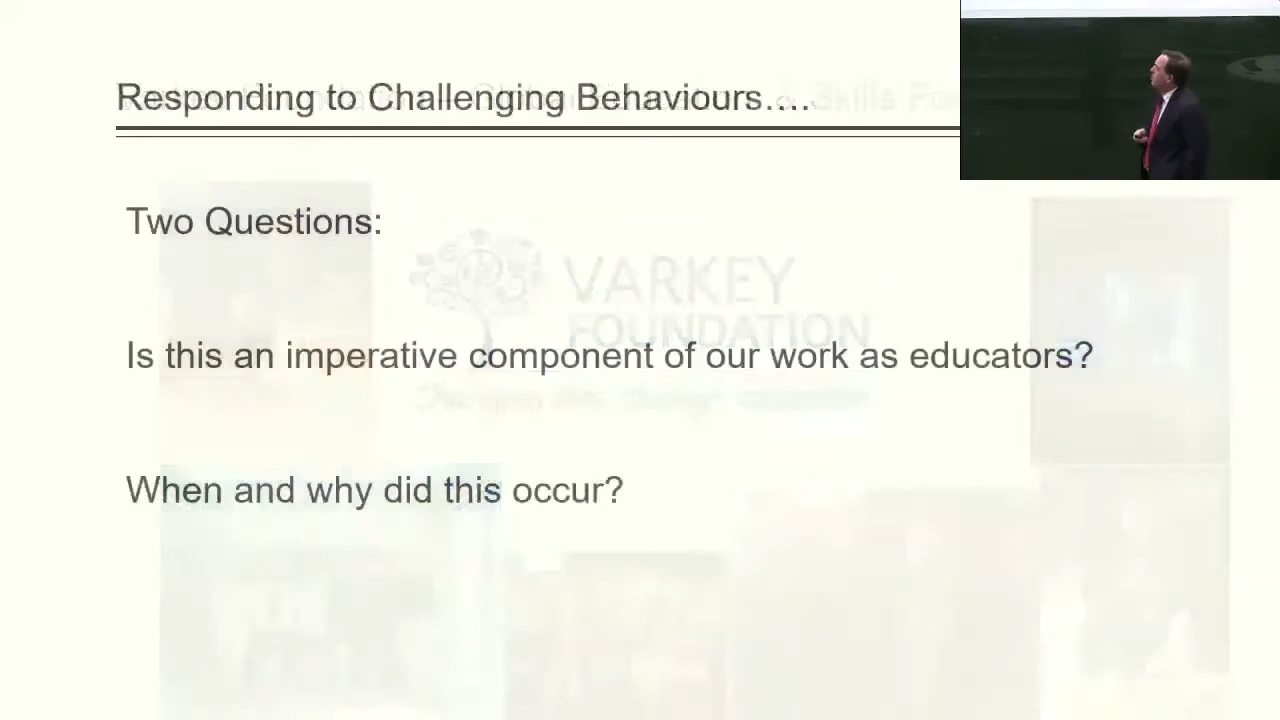 Responding to Challenging Behaviours....
Two Questions:
VARKEY
FOUNDATION
Is this an imperative component of our work as educators?
When and why did this occur?